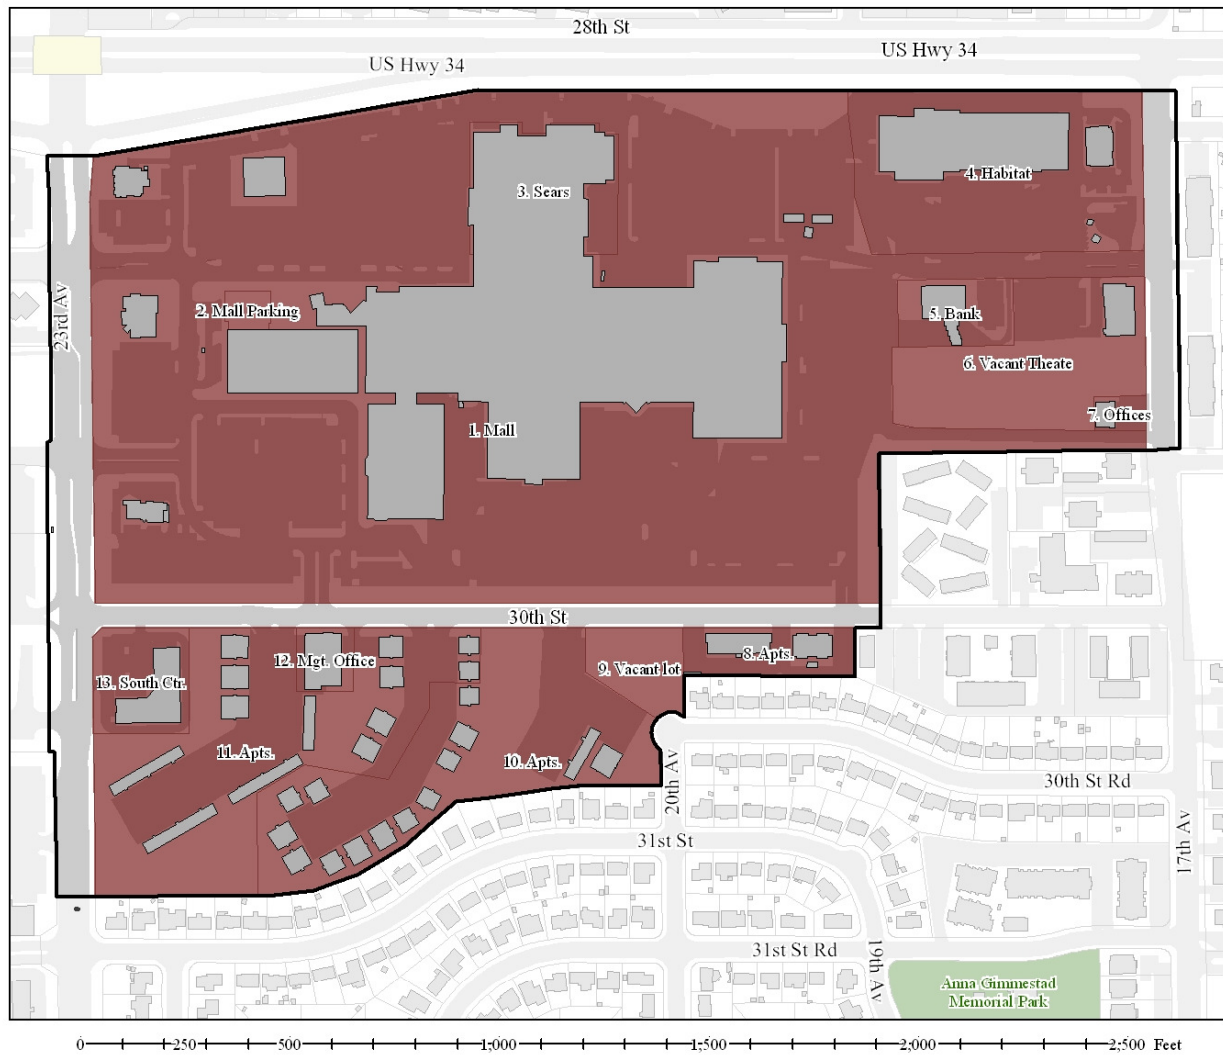 28th St
US Hwy 34
US Hwy 34
4. Habitat
3. Sears
23rd Av
2. Mall Parking
5. Bank
6. Vacant Theate
7. Offices
1. Mall
30th St
12. Mgt. Office
8. Apts.
9. Vacant lot
13. South Ctr.
11. Apts.
10. Apts.
20th Av
30th St Rd
31st St
17th Av
31st St Rd
19th Av
Anna Gimmestad
Memorial Park
0 250 500 1,000 1,500 2,000 2,500 Feet